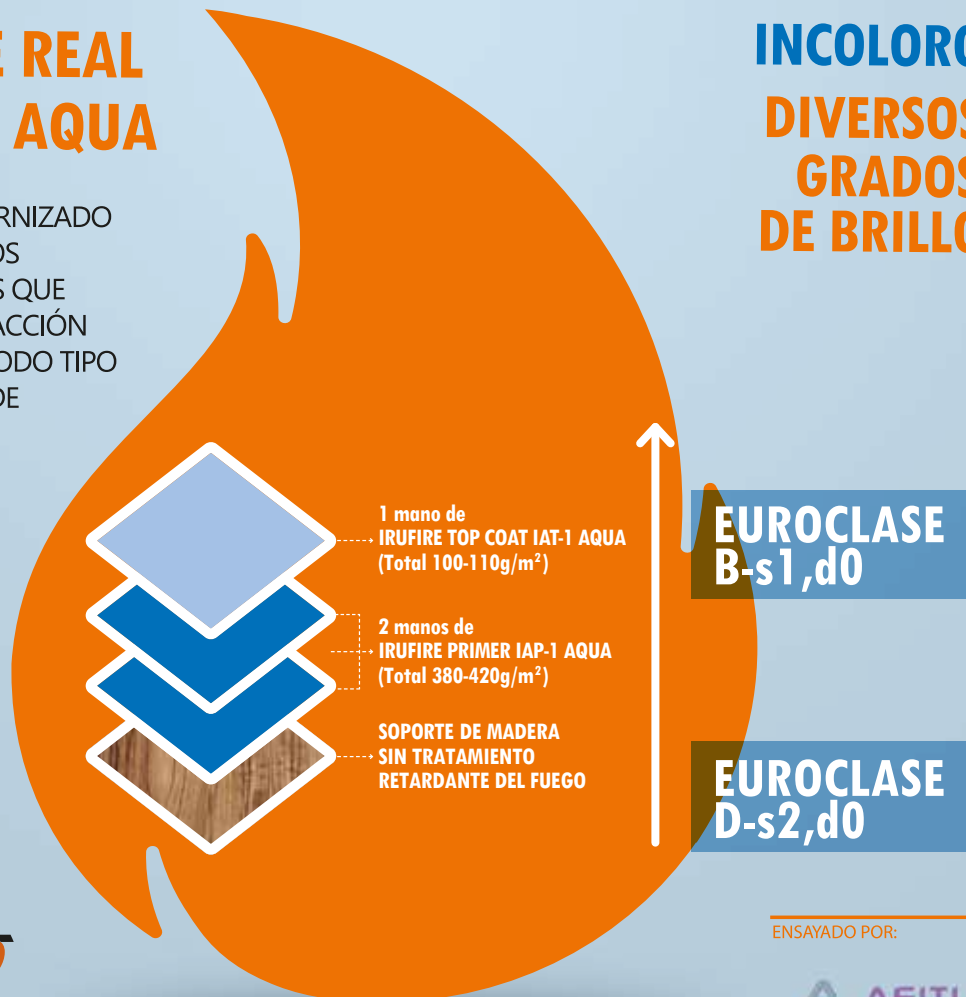 E REAL
AQUA
RNIZADO
OS
S QUE
ACCIÓN
ODO TIPO
DE
INCOLORO
DIVERSOS
GRADOS
DE BRILLO
1 mano de
IRUFIRE TOP COAT IAT-1 AQUA
(Total 100-110g/m²)
2 manos de
IRUFIRE PRIMER IAP-1 AQUA
(Total 380-420g/m²)
SOPORTE DE MADERA
SIN TRATAMIENTO
RETARDANTE DEL FUEGO
EUROCLASE
B-s1,d0
EUROCLASE
D-s2,d0
ENSAYADO POR: